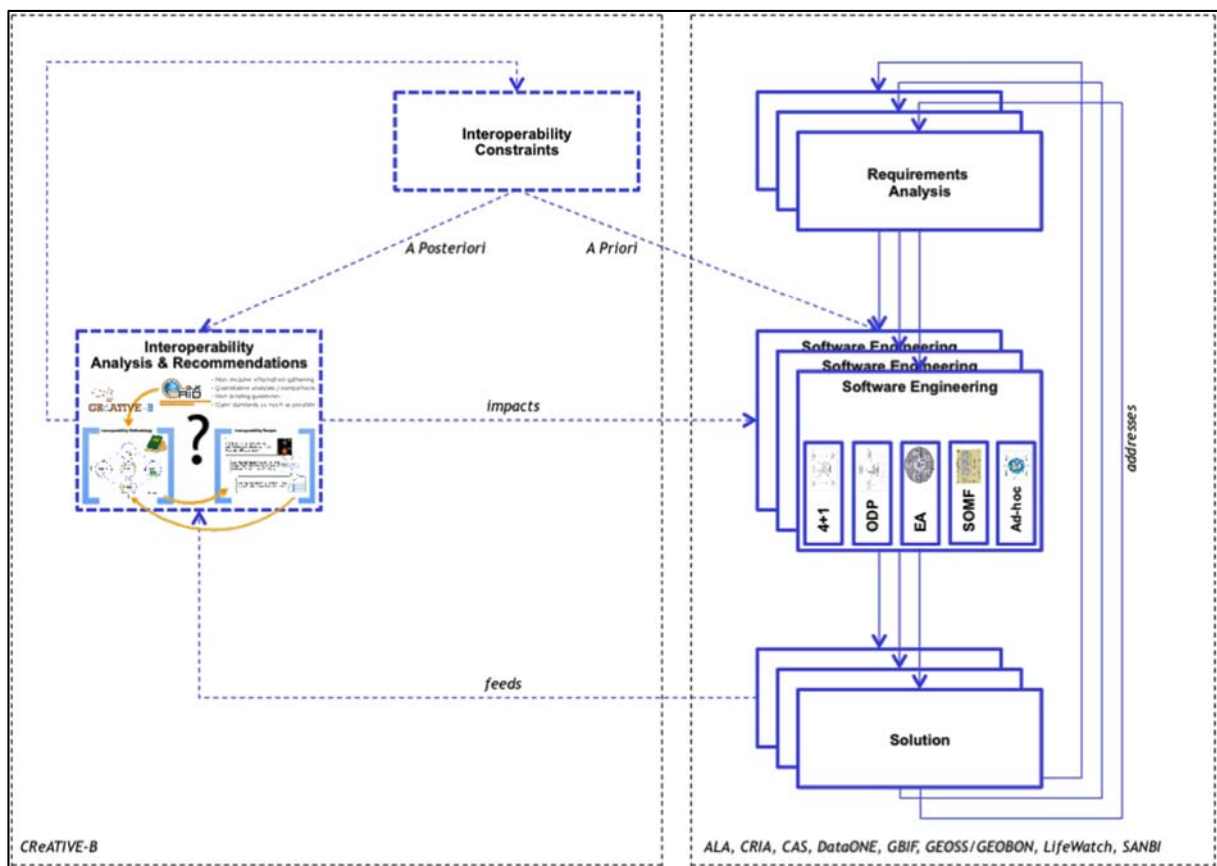 Interoperability
Constraints
Requirements
Analysis
A Posteriori
A Priori
Interoperability
Analysis & Recommendations
CReATIVE-B
?
impacts
Software Engineering
Software Engineering
Software Engineering
4+1
ODP
EA
SOMF
Ad-hoc
addresses
feeds
Solution
CReATIVE-B
ALA, CRIA, CAS, DataONE, GBIF, GEOSS/GEOBON, LifeWatch, SANBI